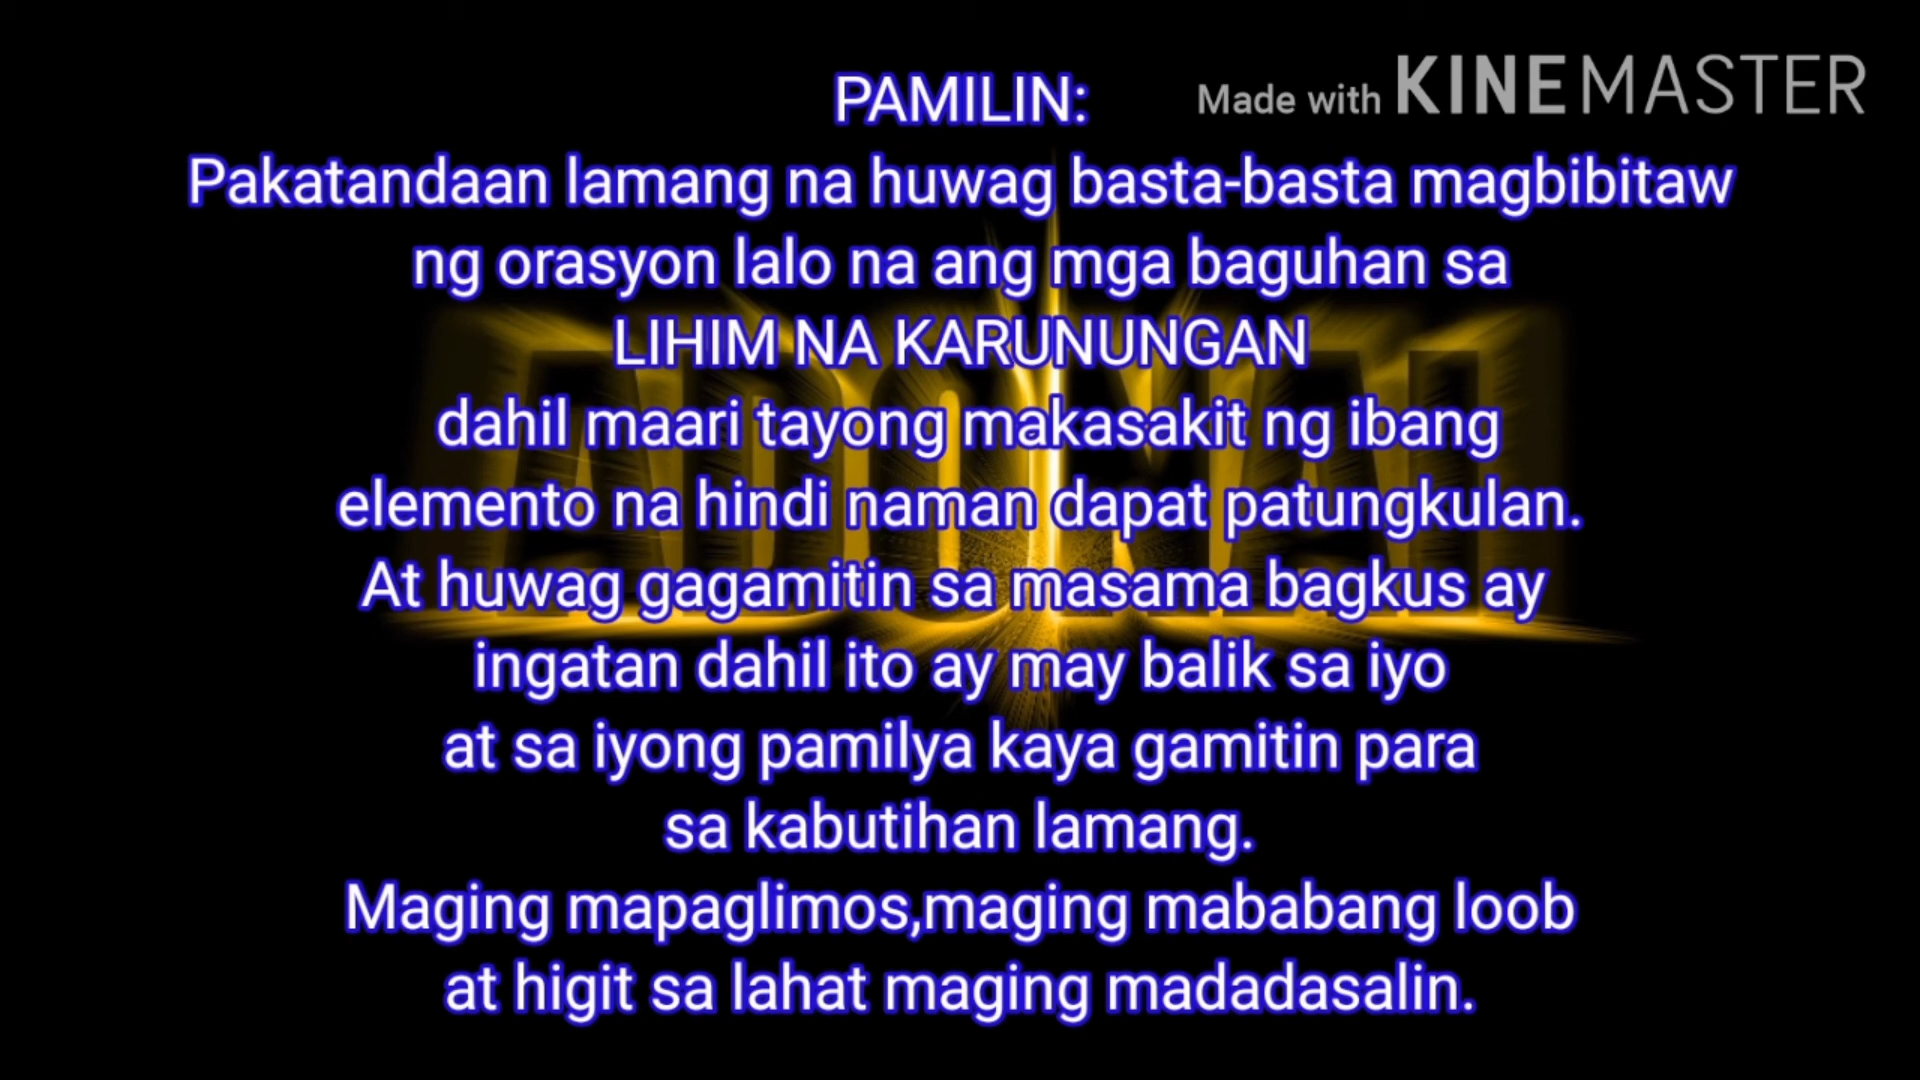 PAMILIN:
Made with KINEMASTER
Pakatandaan lamang na huwag basta-basta magbibitaw
ng orasyon lalo na ang mga baguhan sa
LIHIM NA KARUNUNGAN
dahil maari tayong makasakit ng ibang
elemento na hindi naman dapat patungkulan.
At huwag gagamitin sa masama bagkus ay
ingatan dahil ito ay may balik sa iyo
at sa iyong pamilya kaya gamitin para
sa kabutihan lamang.
Maging mapaglimos,maging mababang loob
at higit sa lahat maging madadasalin.
ADONAI